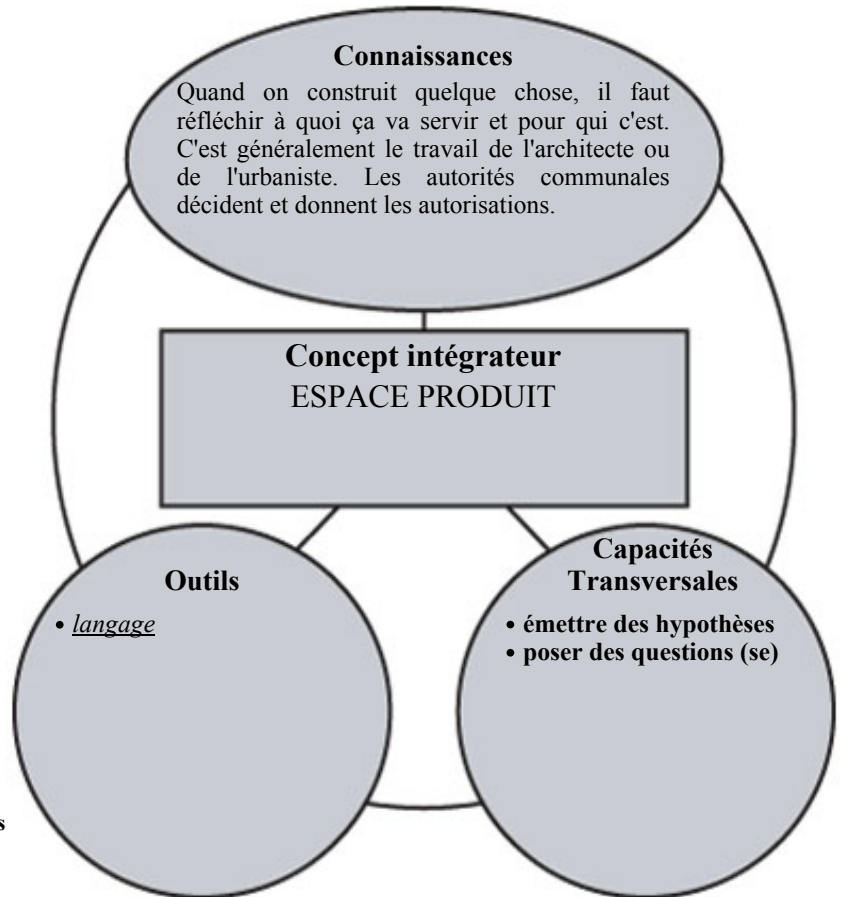 Connaissances
Quand on construit quelque chose, il faut
réfléchir à quoi ça va servir et pour qui c'est.
C'est généralement le travail de l'architecte ou
de l'urbaniste. Les autorités communales
décident et donnent les autorisations.
Concept intégrateur
ESPACE PRODUIT
Outils
• langage
Capacités
Transversales
• émettre des hypothèses
• poser des questions (se)
s